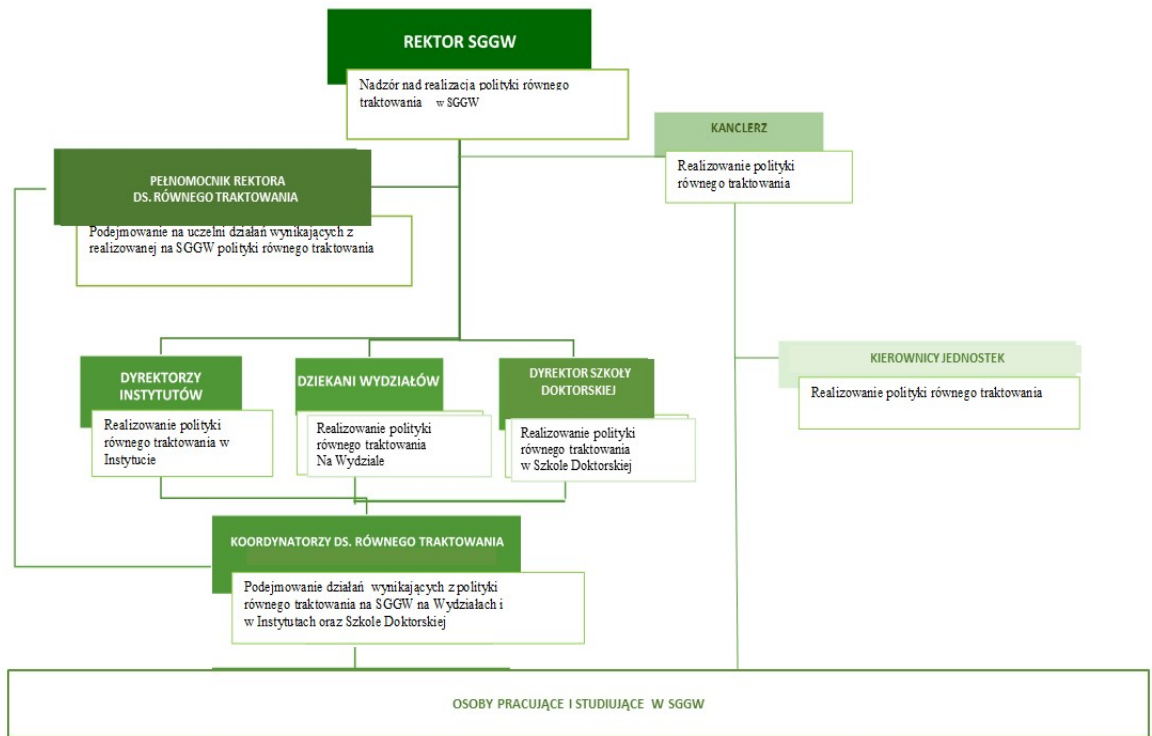 REKTOR SGGW
Nadzór nad realizacją polityki równego
traktowania w SGGW
KANCLERZ
Realizowanie polityki
równego traktowania
PEŁNOMOCNIK REKTORA
DS. RÓWNEGO TRAKTOWANIA
Podejmowanie na uczelni działań wynikających z
realizowanej na SGGW polityki równego traktowania
DYREKTORZY
INSTYTUTÓW
Realizowanie polityki
równego traktowania w
Instytucie
DZIEKANI WYDZIAŁÓW
Realizowanie polityki
równego traktowania
Na Wydziale
DYREKTOR SZKOŁY
DOKTORSKIEJ
Realizowanie polityki
równego traktowania
w Szkole Doktorskiej
KIEROWNICY JEDNOSTEK
Realizowanie polityki równego traktowania
KOORDYNATORZY DS. RÓWNEGO TRAKTOWANIA
Podejmowanie działań wynikających z polityki
równego traktowania na SGGW na Wydziałach i
w Instytutach oraz Szkole Doktorskiej
OSOBY PRACUJĄCE I STUDIUJĄCE W SGGW